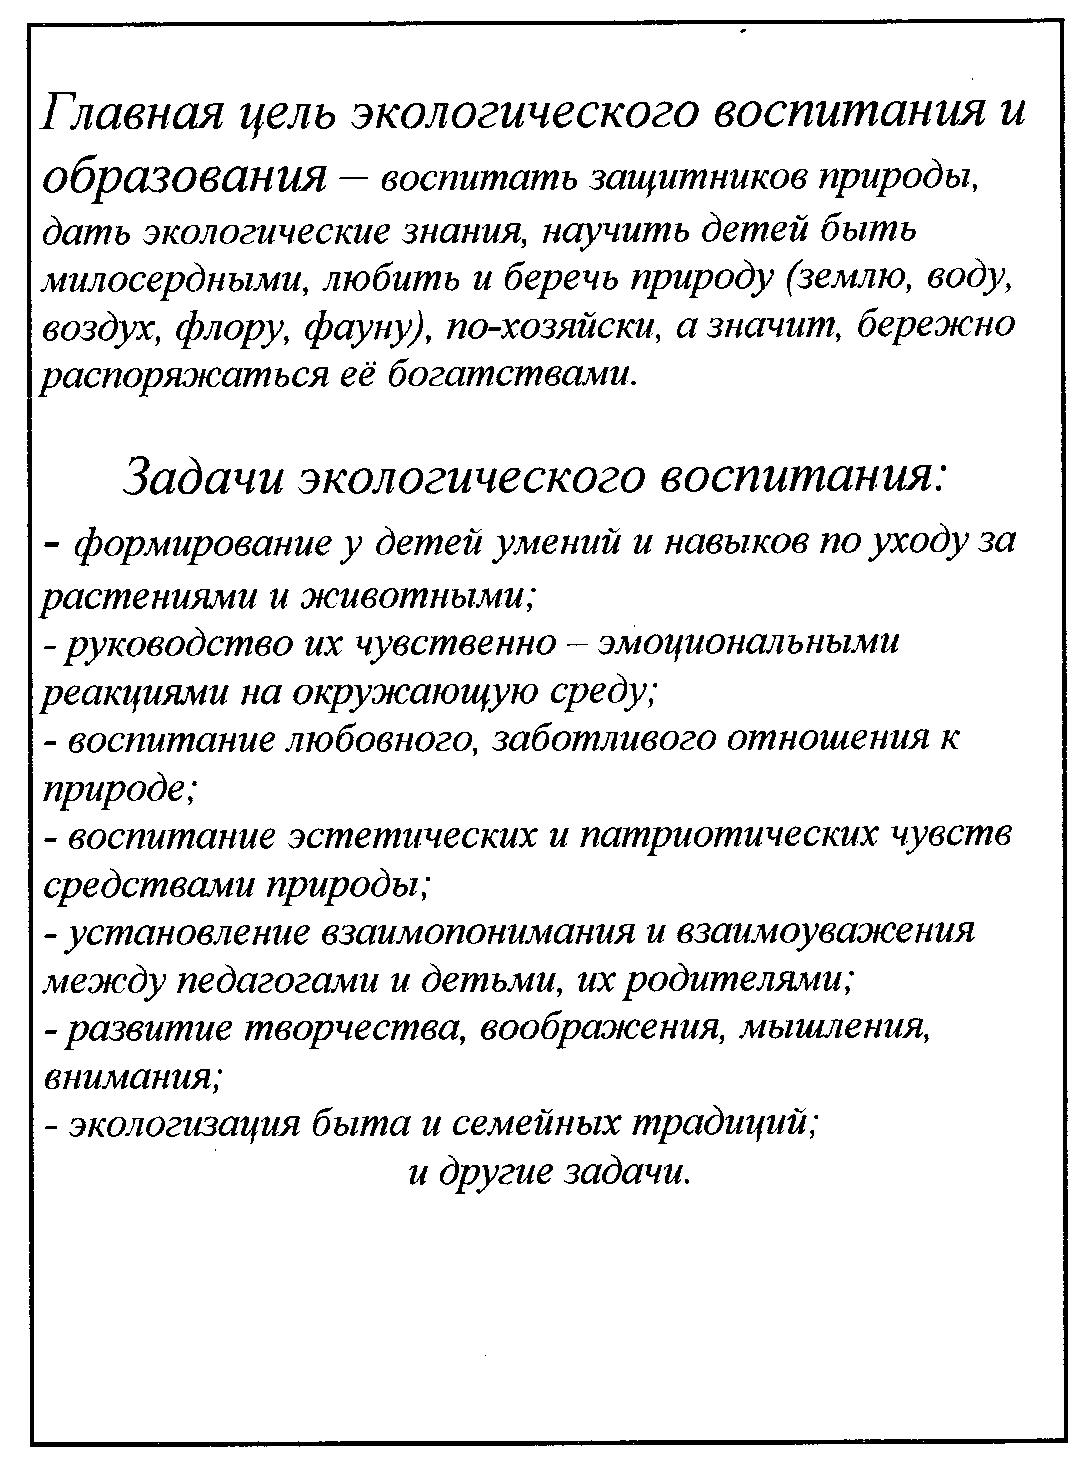 Главная цель экологического воспитания и
образования – воспитать защитников природы,
дать экологические знания, научить детей быть
милосердными, любить и беречь природу (землю, воду,
воздух, флору, фауну), по-хозяйски, а значит, бережно
распоряжаться её богатствами.
Задачи экологического воспитания:
- формирование у детей умений и навыков по уходу за
растениями и животными;
- руководство их чувственно – эмоциональными
реакциями на окружающую среду;
- воспитание любовного, заботливого отношения к
природе;
- воспитание эстетических и патриотических чувств
средствами природы;
- установление взаимопонимания и взаимоуважения
между педагогами и детьми, их родителями;
- развитие творчества, воображения, мышления,
внимания;
- экологизация быта и семейных традиций;
и другие задачи.